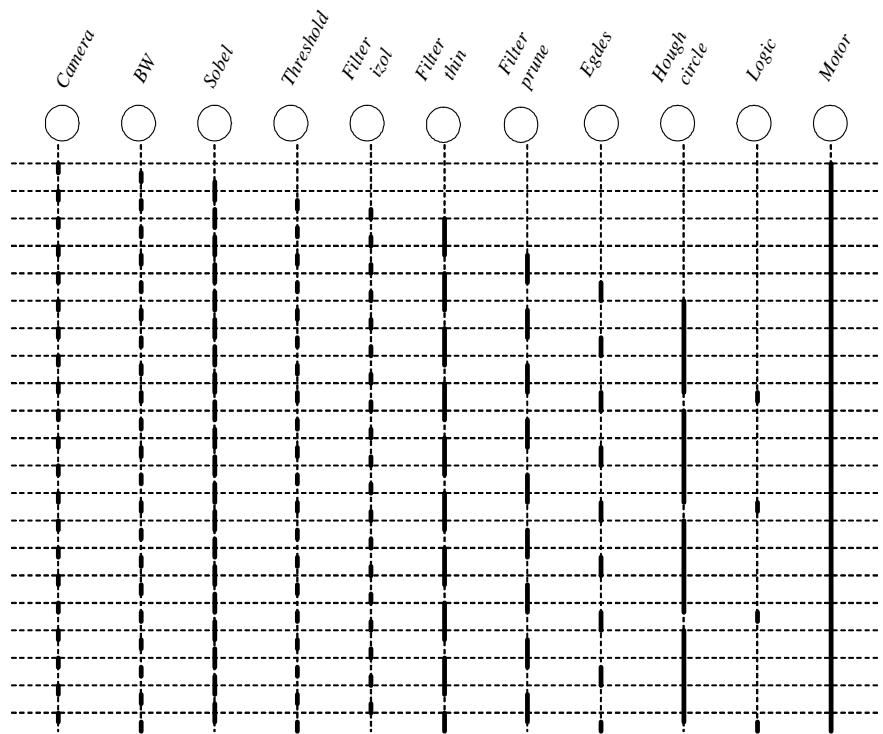 Camera
BW
Sobel
Threshold
Filter
izol
Filter
thin
Filter
prune
Egdes
Hough
circle
Logic
Motor